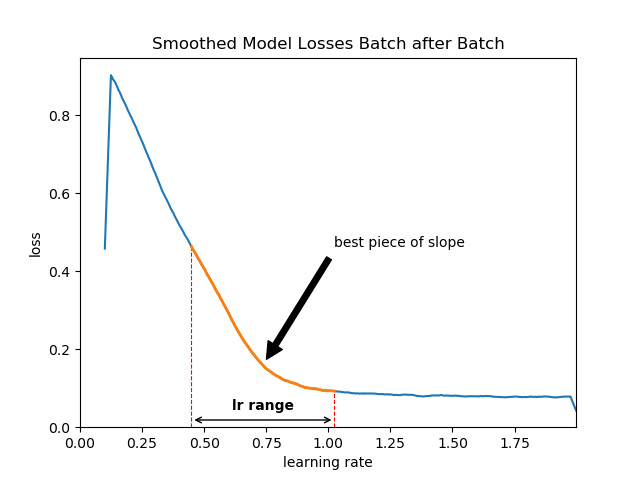 Smoothed Model Losses Batch after Batch
0.8
0.6
0.4
0.2
0.0
loss
best piece of slope
lr range
0.00 0.25 0.50 0.75 1.00 1.25 1.50 1.75
learning rate